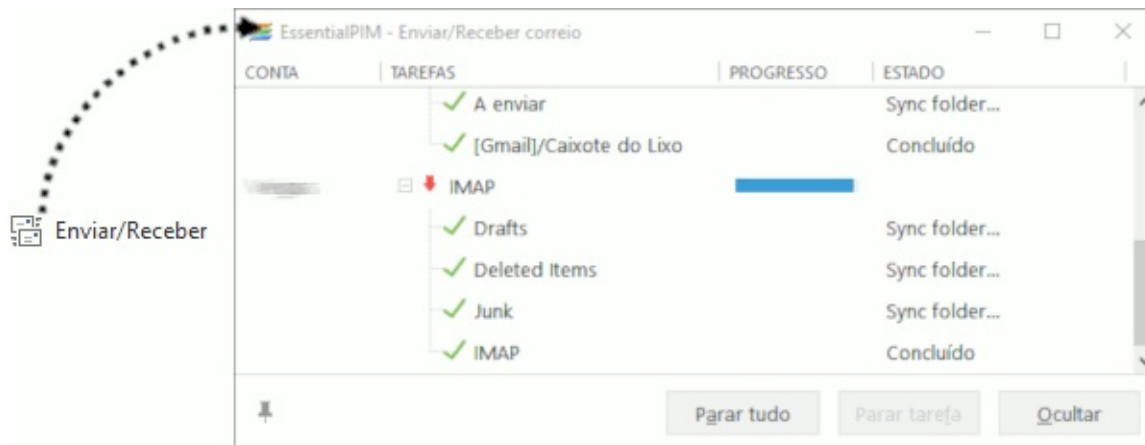 EssentialPIM - Enviar/Receber correio
CONTA TAREFAS PROGRESSO ESTADO
A enviar Sync folder...
[Gmail]/Caixote do Lixo Concluído
IMAP
Enviar/Receber
Drafts Sync folder...
Deleted Items Sync folder...
Junk Sync folder...
IMAP Concluído
Parar tudo Parar tarefa Ocultar